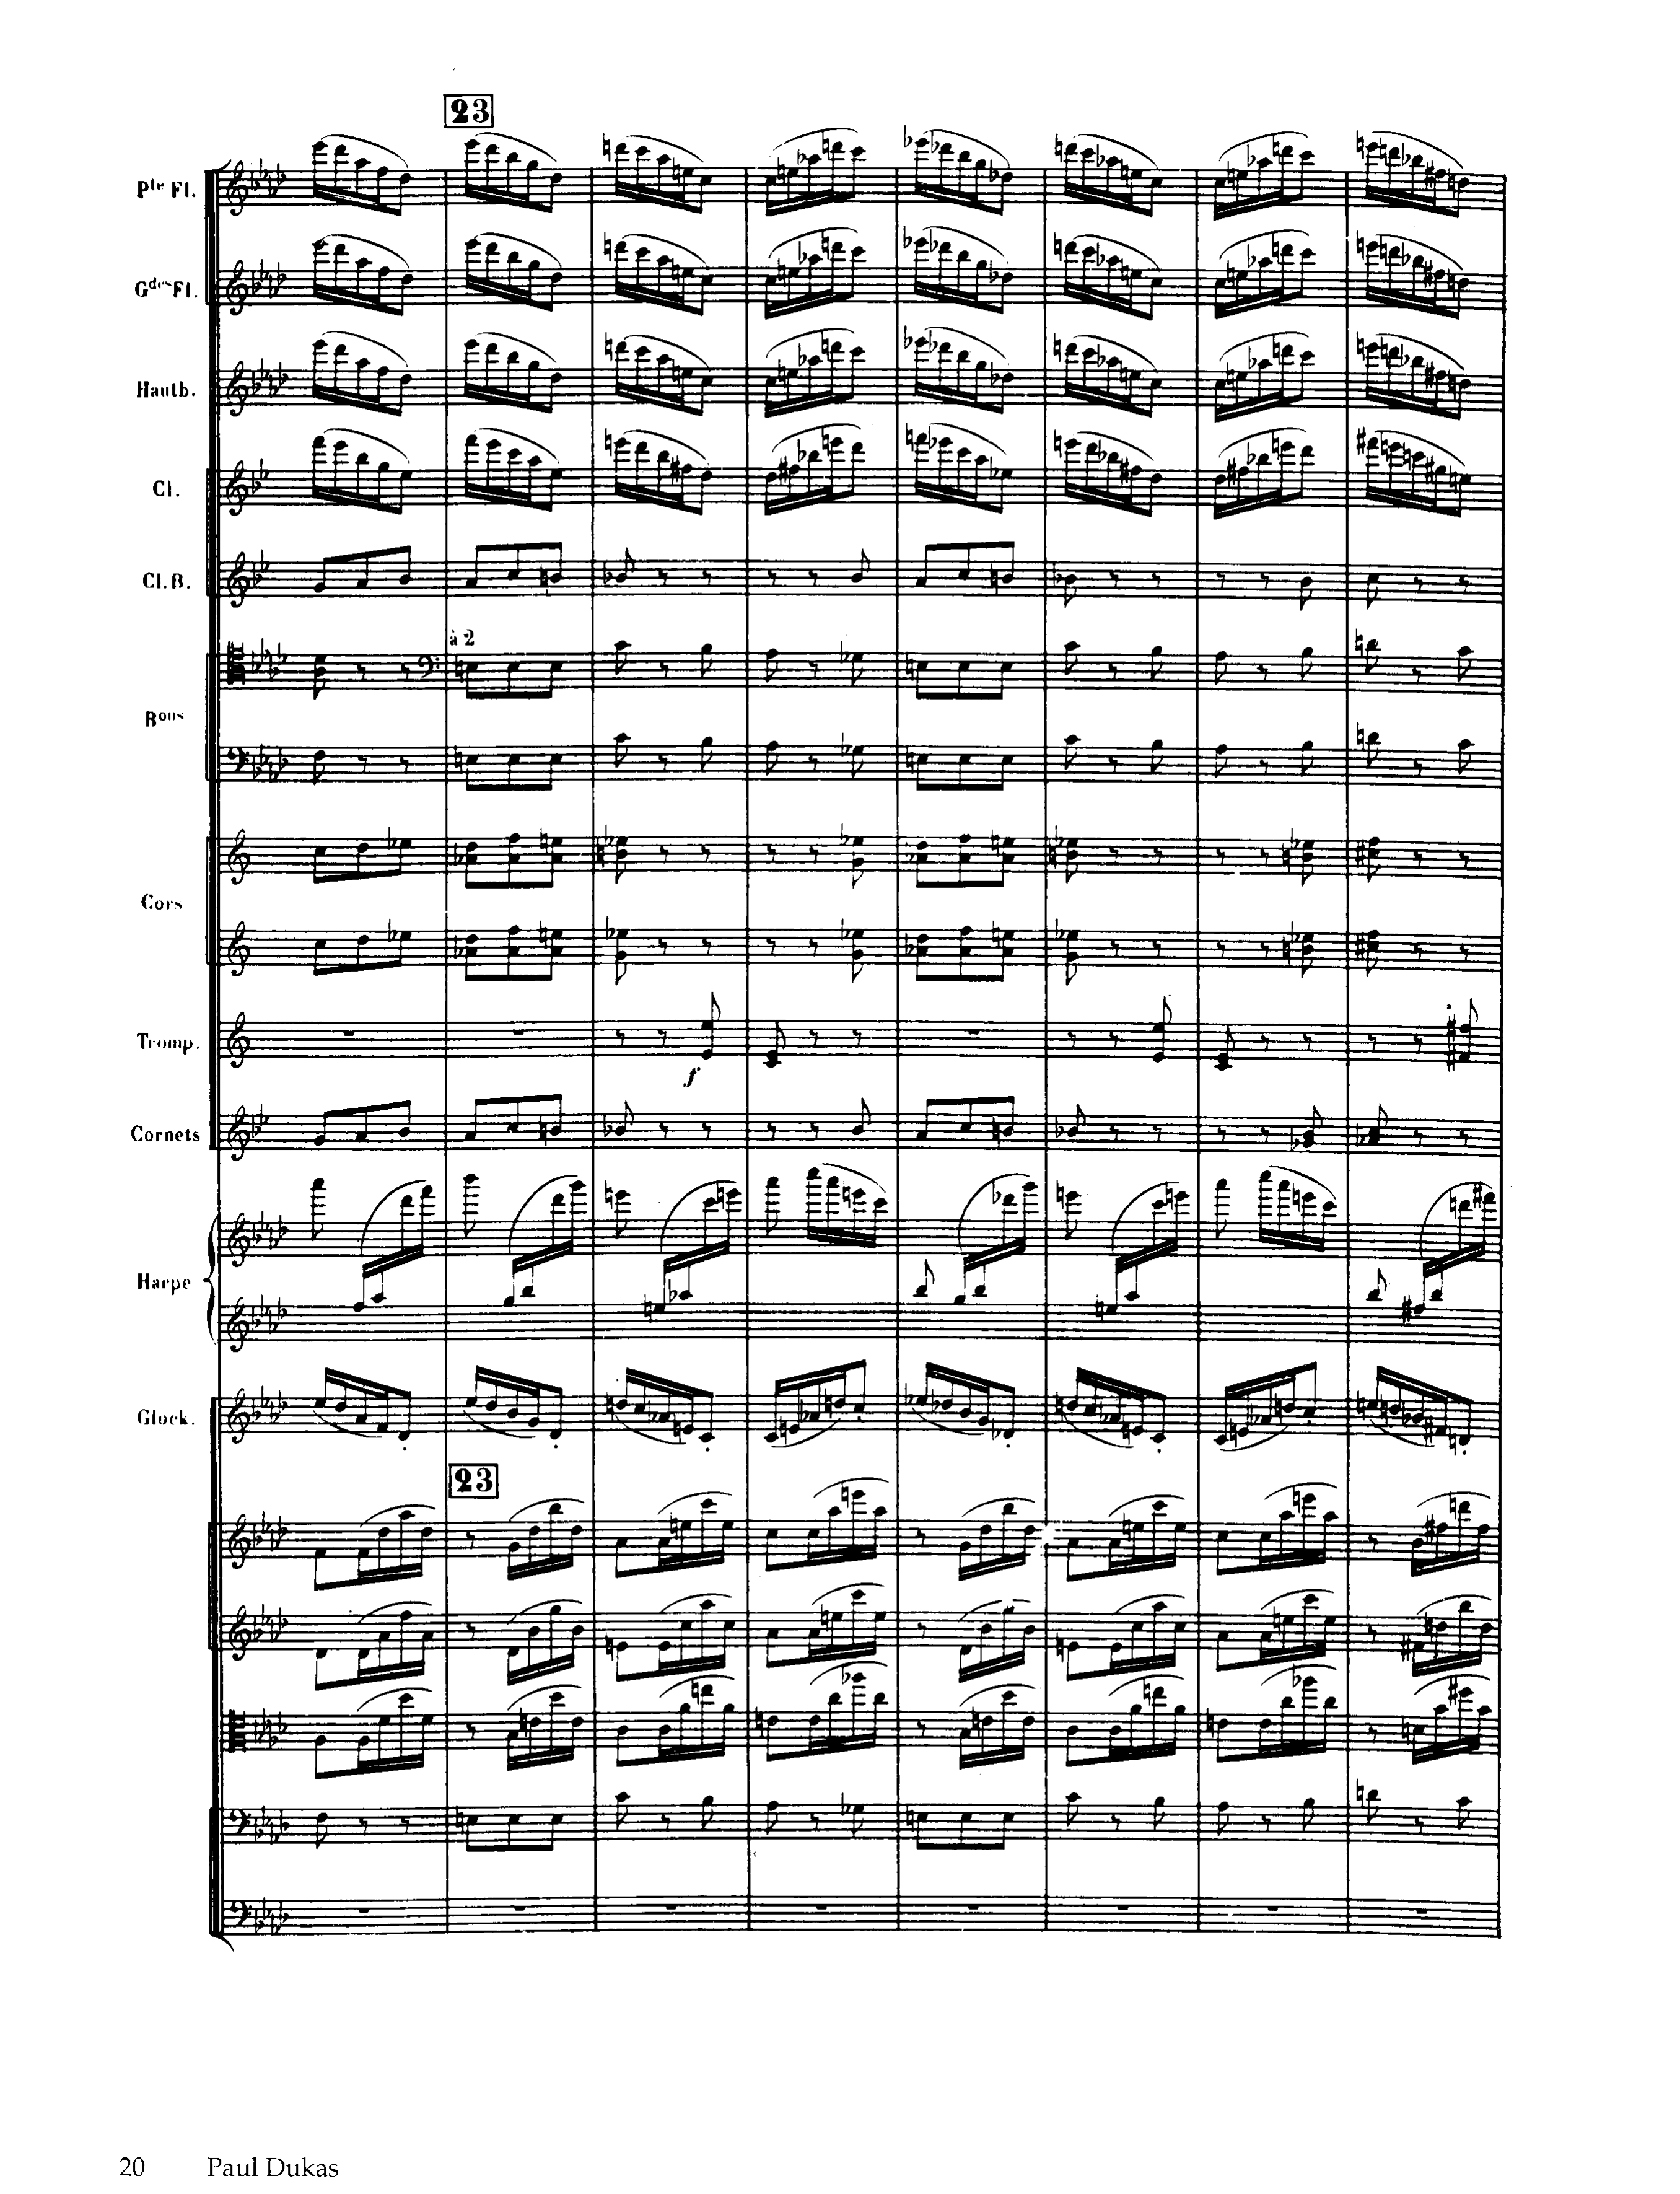 23
Pte Fl.
Gdes Fl.
Hautb.
Cl.
Cl.B.
à 2
Bons
Cors
Tromp.
f
Cornets
Harpe
Glock.
23
20 Paul Dukas